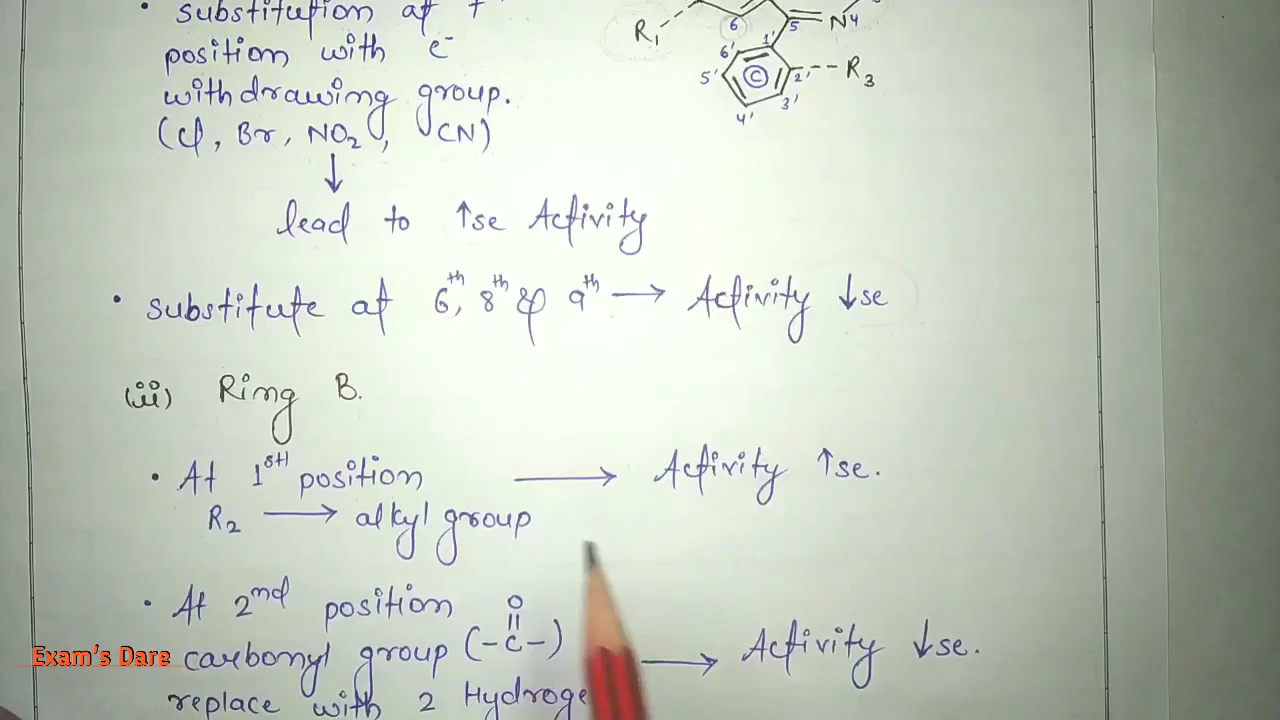 • substitution at 7
position with e⁻
withdrawing group.
(Cl, Br, NO₂, CN)
↓
lead to ↑se Activity
• substitute at 6ᵗʰ, 8ᵗʰ & 9ᵗʰ → Activity ↓se
(ii) Ring B.
• At 1st position → Activity ↑se.
R₂ → alkyl group
• At 2nd position
carbonyl group (-C-) → Activity ↓se.
O
replace with 2 Hydroge
R₁
6
5
N4
1'
6'
5'
C
2'
R₃
3'
4'
Exam's Dare